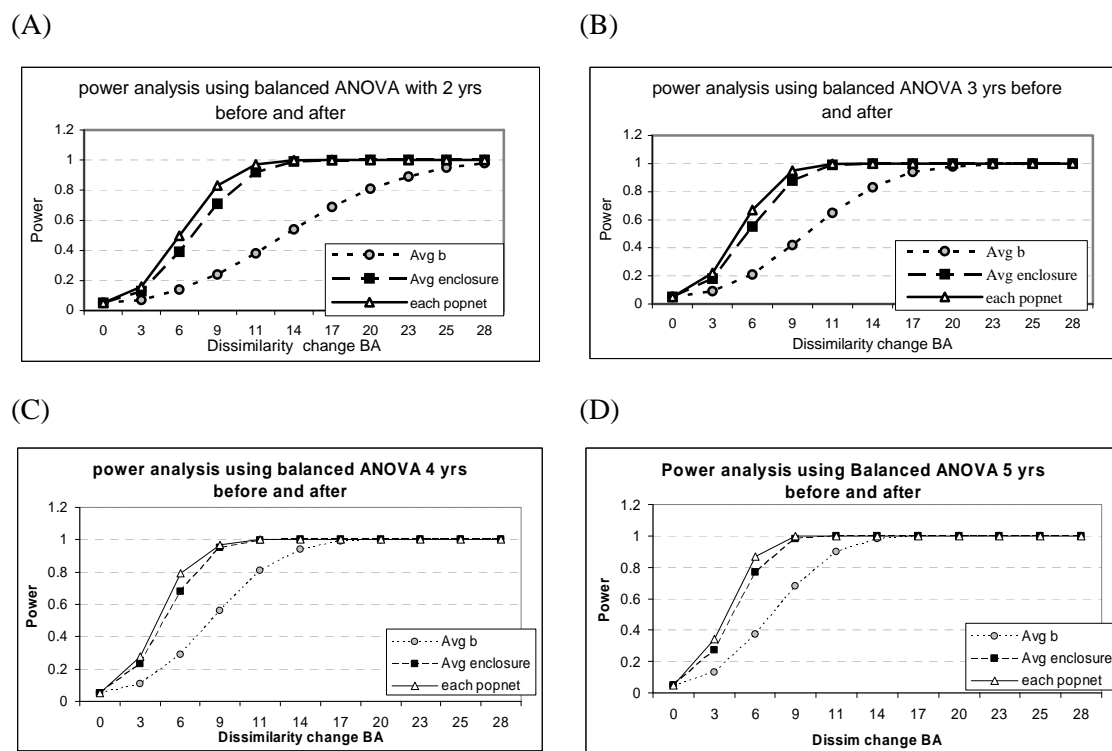 (A)
(B)
power analysis using balanced ANOVA with 2 yrs
before and after
1.2
1
0.8
0.6
0.4
0.2
0
Power
Avg b
Avg enclosure
each popnet
0 3 6 9 11 14 17 20 23 25 28
Dissimilarity change BA
power analysis using balanced ANOVA 3 yrs before
and after
1.2
1
0.8
0.6
0.4
0.2
0
Power
Avg b
Avg enclosure
each popnet
0 3 6 9 11 14 17 20 23 25 28
Dissimilarity change BA
(C)
(D)
power analysis using balanced ANOVA 4 yrs
before and after
1.2
1
0.8
0.6
0.4
0.2
0
Power
Avg b
Avg enclosure
each popnet
0 3 6 9 11 14 17 20 23 25 28
Dissimilarity change BA
Power analysis using Balanced ANOVA 5 yrs
before and after
1.2
1
0.8
0.6
0.4
0.2
0
Power
Avg b
Avg enclosure
each popnet
0 3 6 9 11 14 17 20 23 25 28
Dissim change BA